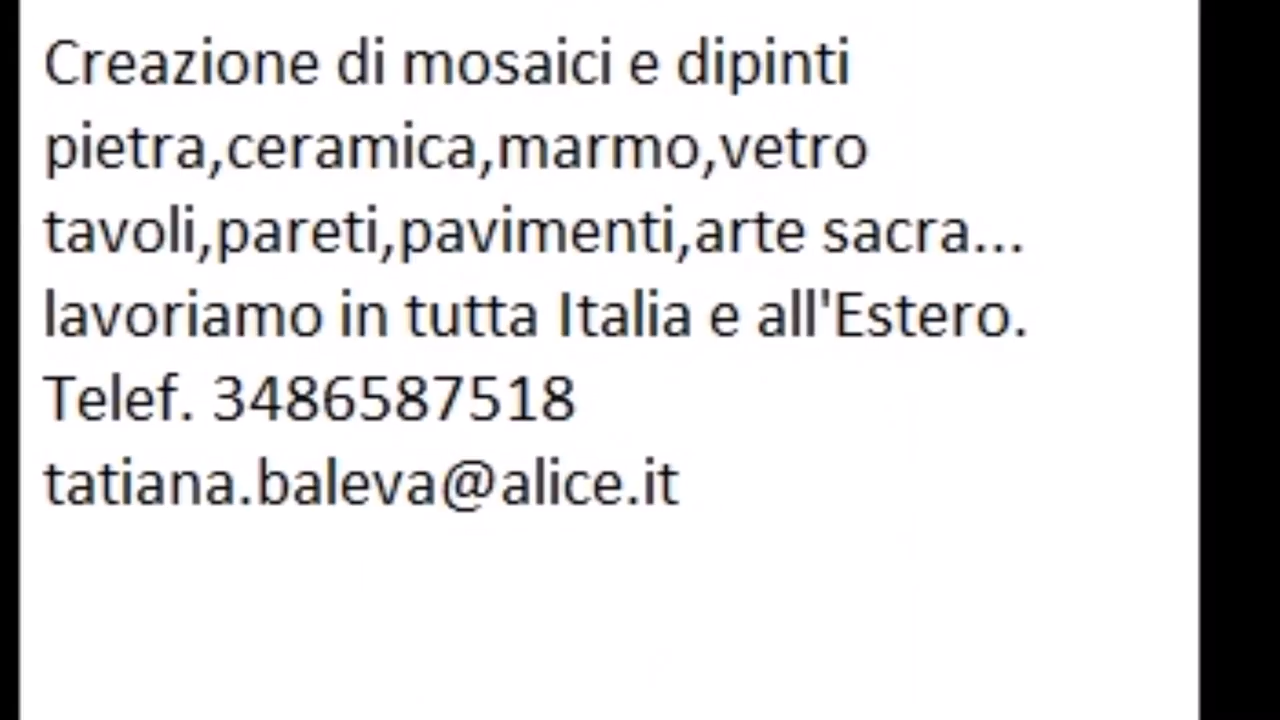 Creazione di mosaici e dipinti
pietra,ceramica,marmo,vetro
tavoli,pareti,pavimenti,arte sacra...
lavoriamo in tutta Italia e all'Estero.
Telef. 3486587518
tatiana.baleva@alice.it